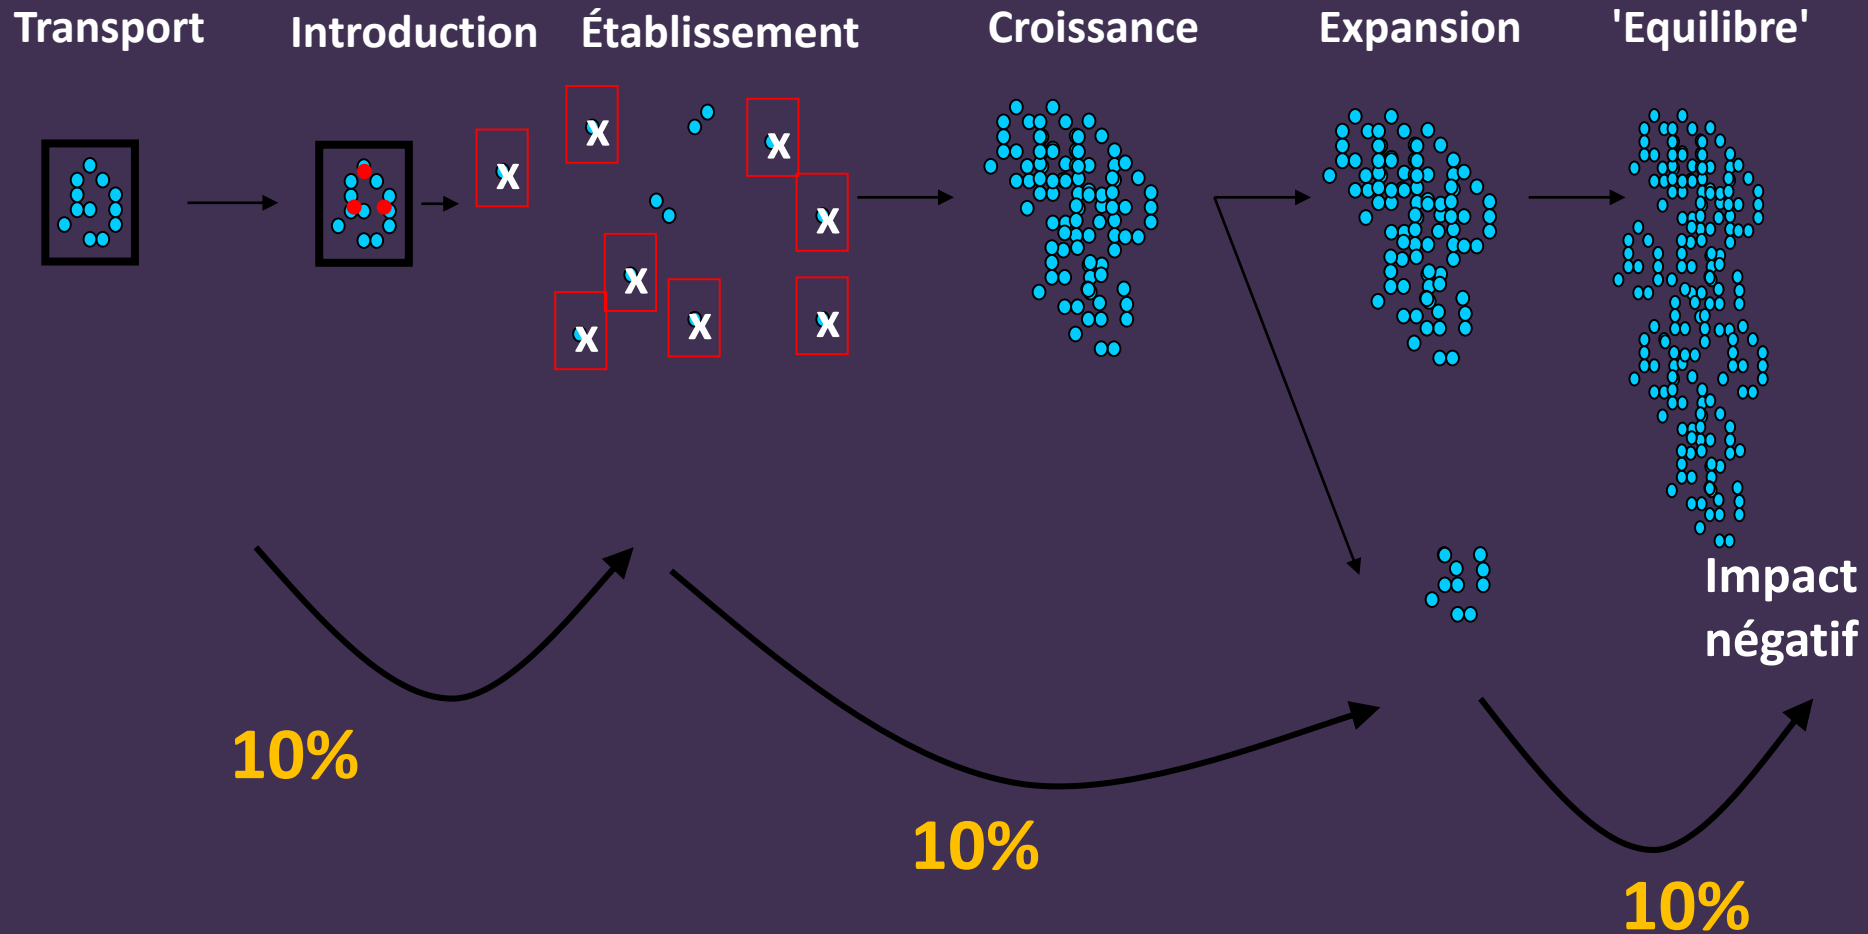 Transport
Introduction
Établissement
Croissance
Expansion
'Equilibre'
X
X
X
X
X
X
X
X
Impact
négatif
10%
10%
10%